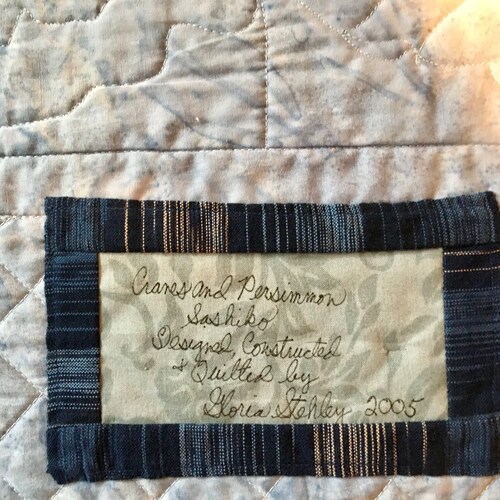 Cranes and Persimmon
Sashiko
Designed, Constructed
& Quilted by
Gloria Stehley 2005